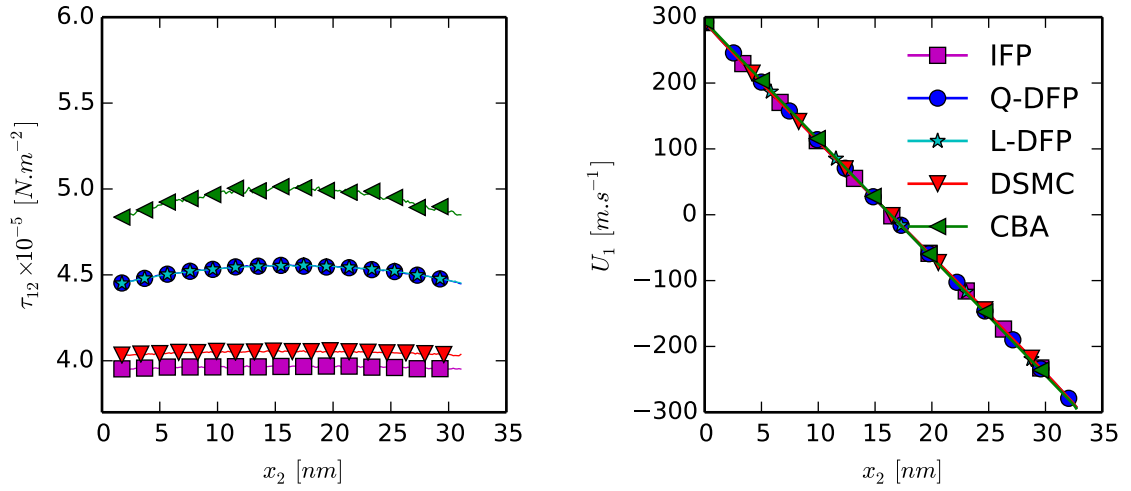 6.0
5.5
5.0
4.5
4.0
τ₁₂ ×10⁻⁵ [N.m⁻²]
0 5 10 15 20 25 30 35
x₂ [nm]
300
200
100
0
−100
−200
−300
U₁ [m.s⁻¹]
IFP
Q-DFP
L-DFP
DSMC
CBA
0 5 10 15 20 25 30 35
x₂ [nm]